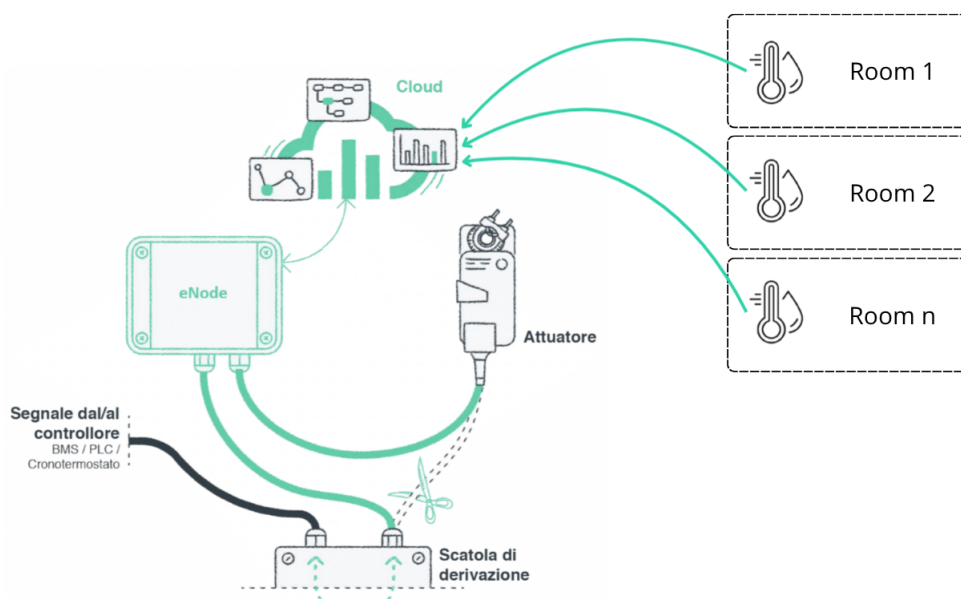 Cloud
Room 1
Room 2
Room n
eNode
Attuatore
Segnale dal/al
controllore
BMS / PLC /
Cronotermostato
Scatola di
derivazione